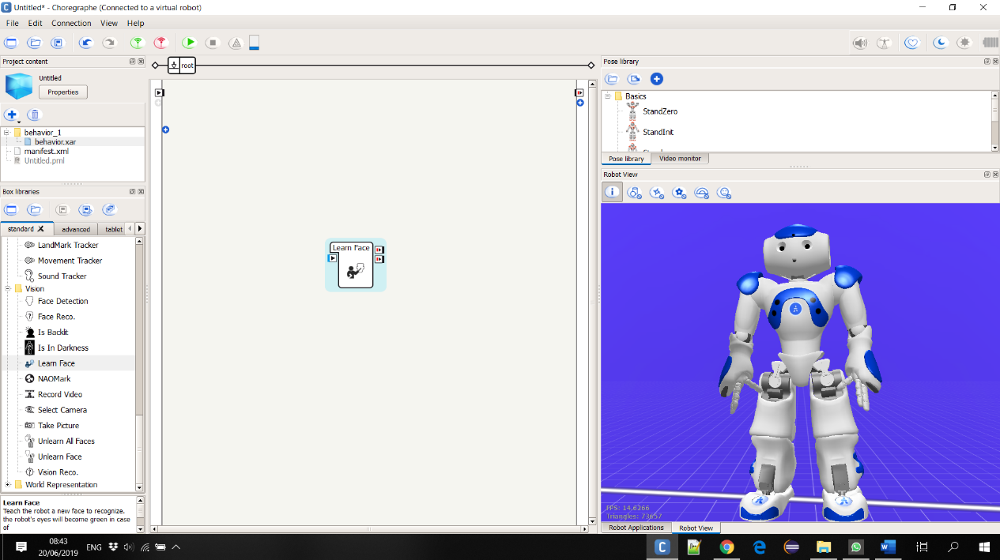 Untitled* - Choregraphe (Connected to a virtual robot)
File Edit Connection View Help
Project content
Untitled
Properties
behavior_1
behavior.xar
manifest.xml
Untitled.pml
Box libraries
standard advanced tablet
LandMark Tracker
Movement Tracker
Sound Tracker
Vision
Face Detection
Face Reco.
Is Backlit
Is In Darkness
Learn Face
NAOMark
Record Video
Select Camera
Take Picture
Unlearn All Faces
Unlearn Face
Vision Reco.
World Representation
Learn Face
Teach the robot a new face to recognize.
the robot's eyes will become green in case
of
root
Learn Face
Pose library
Basics
StandZero
StandInit
Pose library Video monitor
Robot View
FPS: 14.6266
Triangles: 73657
Robot Applications Robot View
08:43
20/06/2019
ENG